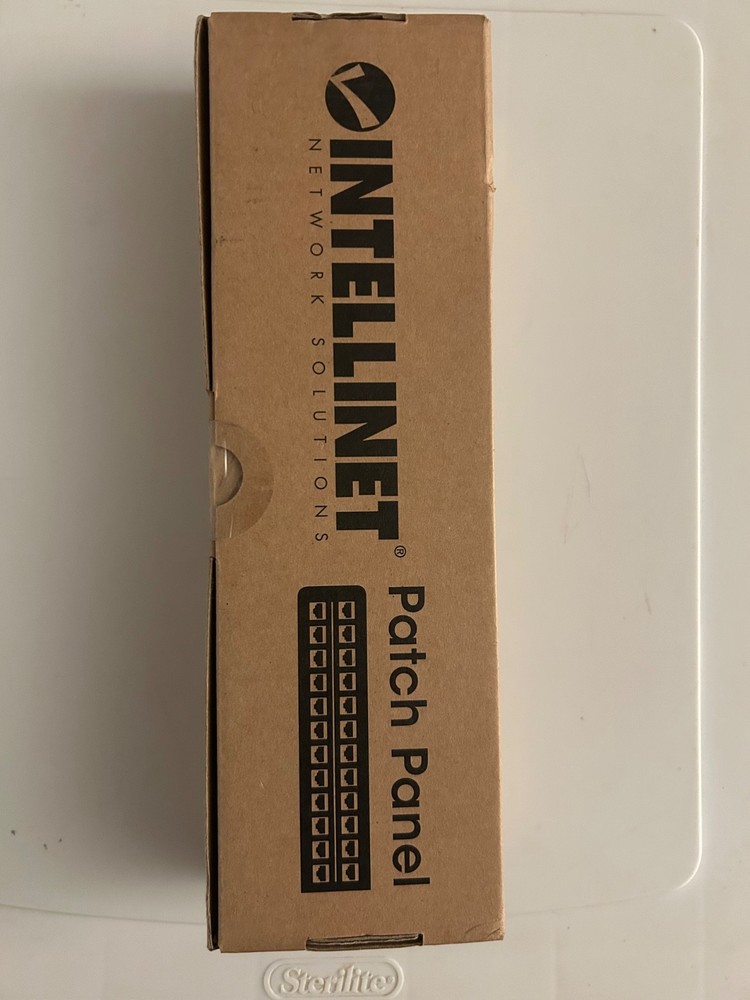 INTELLINET®
NETWORK SOLUTIONS
Patch Panel
Sterilite